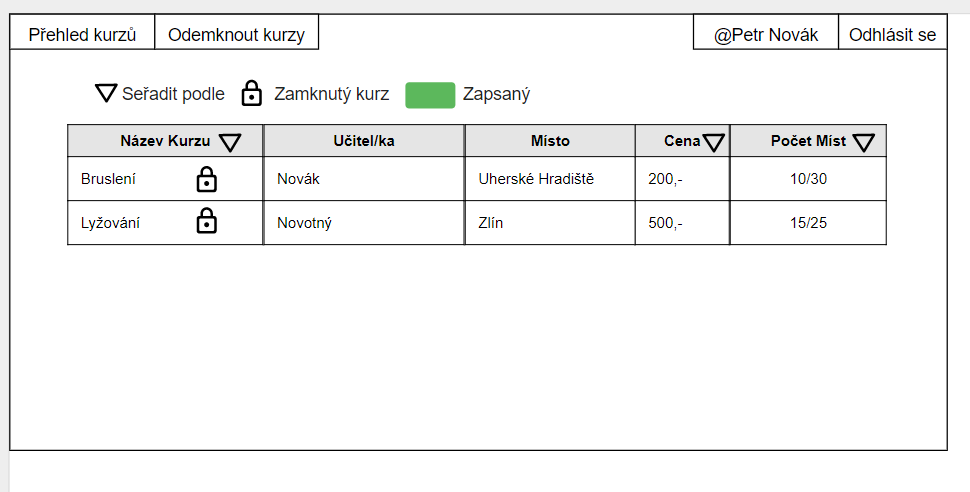 Přehled kurzů Odemknout kurzy @Petr Novák Odhlásit se
Seřadit podle Zamknutý kurz Zapsaný
Název Kurzu Učitel/ka Místo Cena Počet Míst
Bruslení Novák Uherské Hradiště 200,- 10/30
Lyžování Novotný Zlín 500,- 15/25